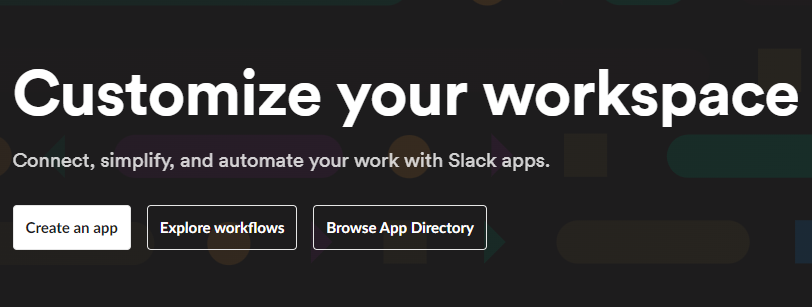 Customize your workspace
Connect, simplify, and automate your work with Slack apps.
Create an app Explore workflows Browse App Directory